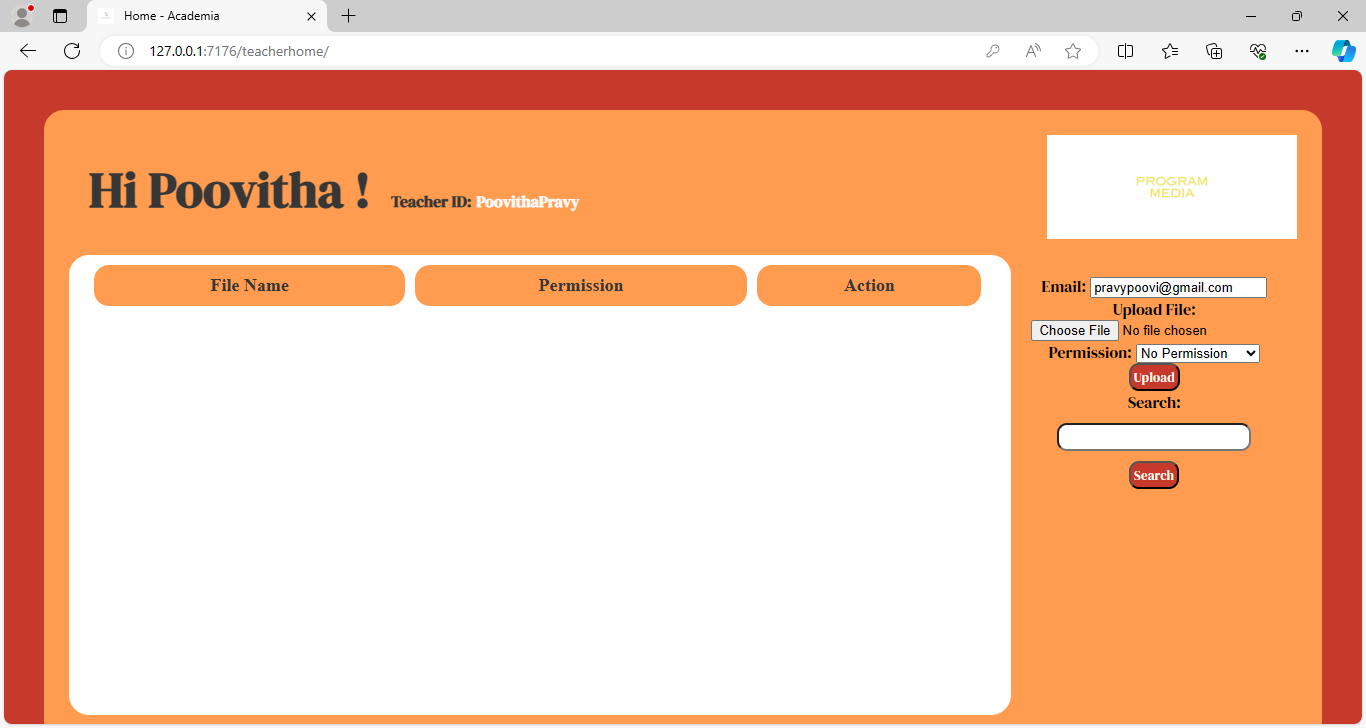 Home - Academia
127.0.0.1:7176/teacherhome/
PROGRAM
MEDIA
Hi Poovitha !
Teacher ID: PoovithaPravy
File Name Permission Action
Email: pravypoovi@gmail.com
Upload File:
Choose File No file chosen
Permission: No Permission
Upload
Search:
Search